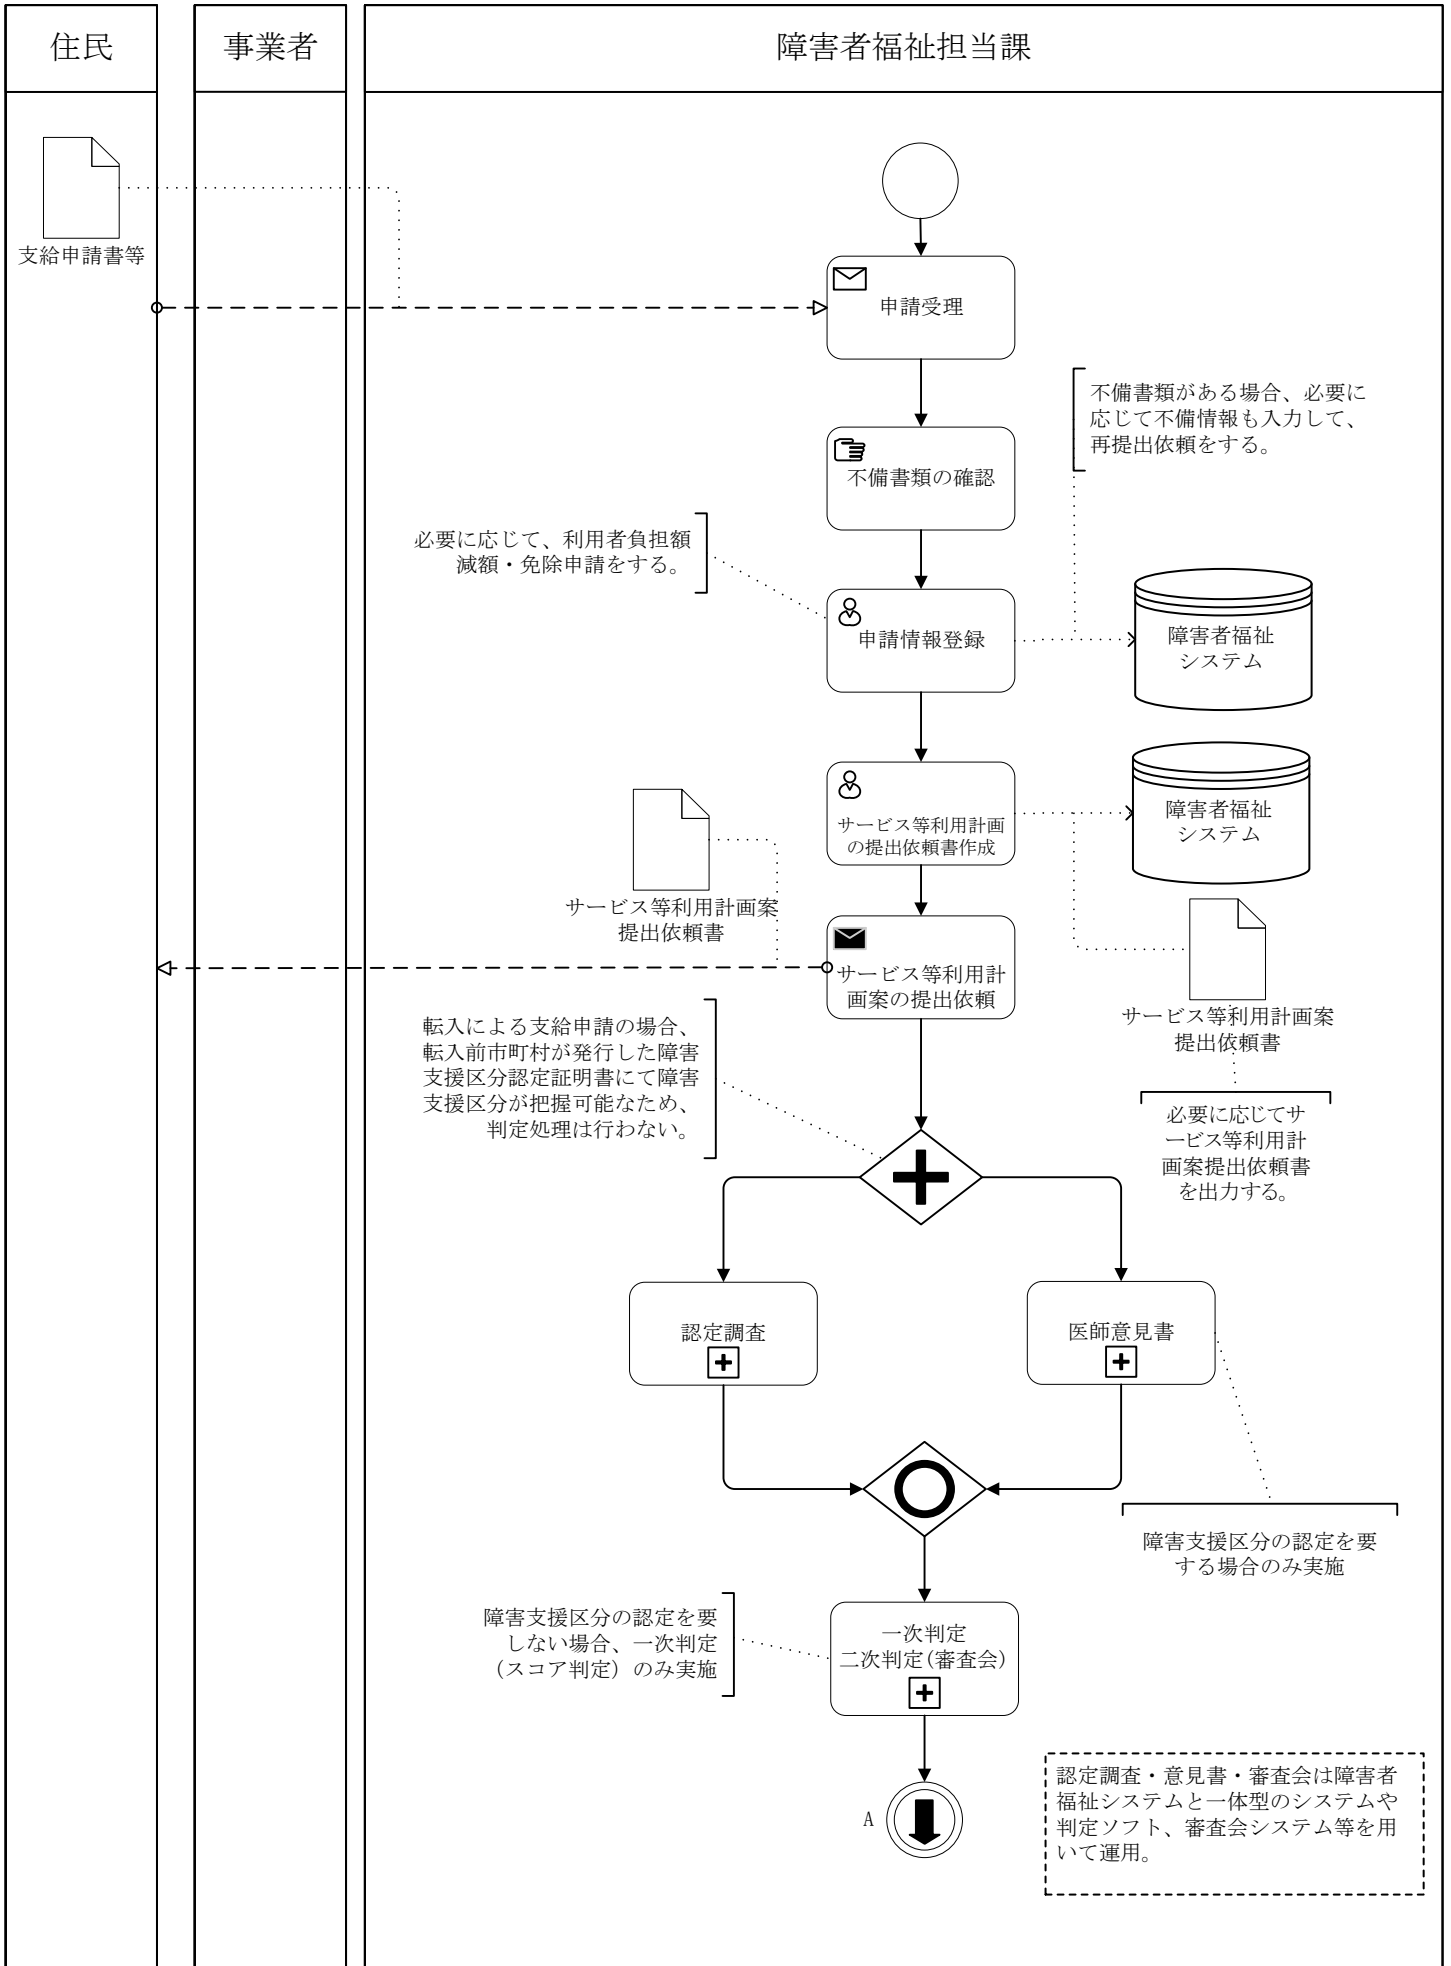 住民
事業者
障害者福祉担当課
支給申請書等
申請受理
不備書類がある場合、必要に
応じて不備情報も入力して、
再提出依頼をする。
不備書類の確認
必要に応じて、利用者負担額
減額・免除申請をする。
申請情報登録
障害者福祉
システム
サービス等利用計画
の提出依頼書作成
障害者福祉
システム
サービス等利用計画案
提出依頼書
サービス等利用計
画案の提出依頼
サービス等利用計画案
提出依頼書
転入による支給申請の場合、
転入前市町村が発行した障害
支援区分認定証明書にて障害
支援区分が把握可能なため、
判定処理は行わない。
必要に応じてサ
ービス等利用計
画案提出依頼書
を出力する。
認定調査
医師意見書
障害支援区分の認定を要
する場合のみ実施
障害支援区分の認定を要
しない場合、一次判定
（スコア判定）のみ実施
一次判定
二次判定(審査会)
A
認定調査・意見書・審査会は障害者
福祉システムと一体型のシステムや
判定ソフト、審査会システム等を用
いて運用。